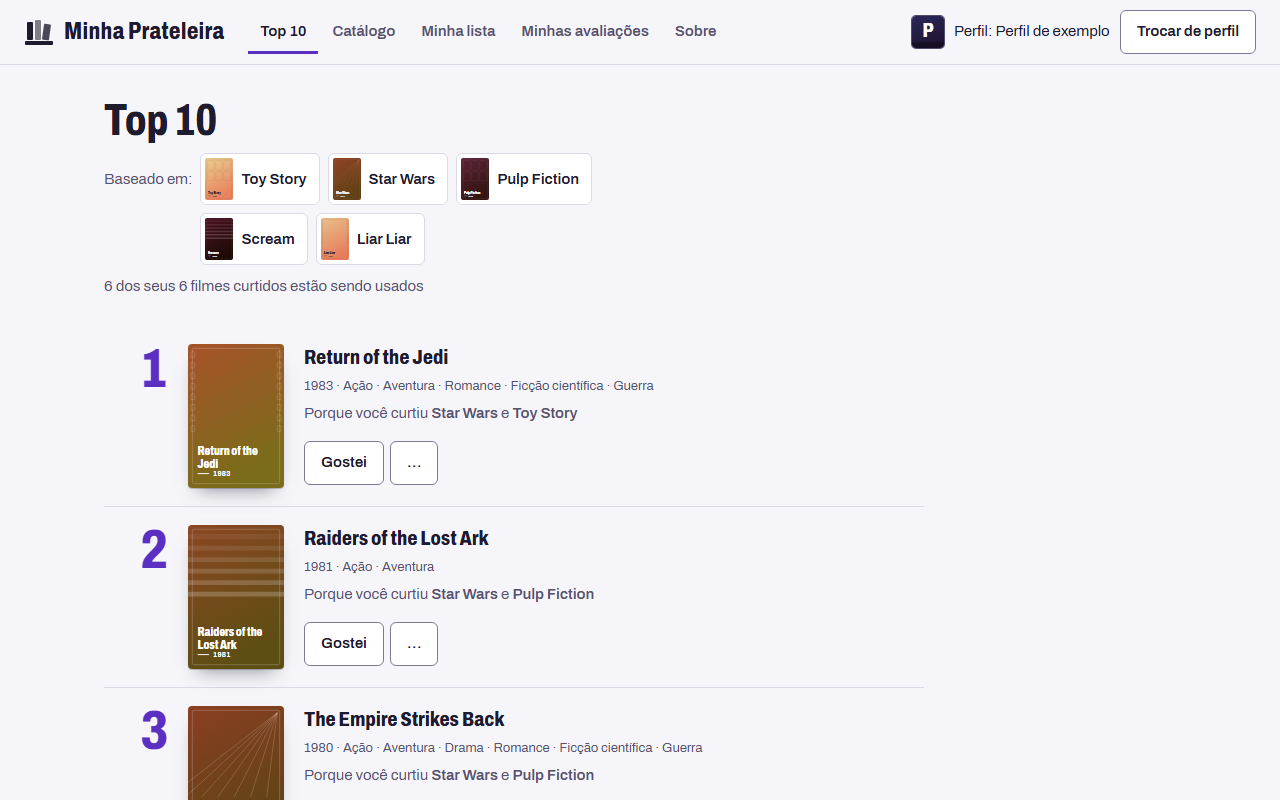 Minha Prateleira
Top 10
Catálogo
Minha lista
Minhas avaliações
Sobre
P
Perfil: Perfil de exemplo
Trocar de perfil
Top 10
Baseado em:
Toy Story
Star Wars
Pulp Fiction
Scream
Liar Liar
6 dos seus 6 filmes curtidos estão sendo usados
1
Return of the
Jedi
1983
Return of the Jedi
1983 · Ação · Aventura · Romance · Ficção científica · Guerra
Porque você curtiu Star Wars e Toy Story
Gostei
...
2
Raiders of the
Lost Ark
1981
Raiders of the Lost Ark
1981 · Ação · Aventura
Porque você curtiu Star Wars e Pulp Fiction
Gostei
...
3
The Empire Strikes Back
1980 · Ação · Aventura · Drama · Romance · Ficção científica · Guerra
Porque você curtiu Star Wars e Pulp Fiction